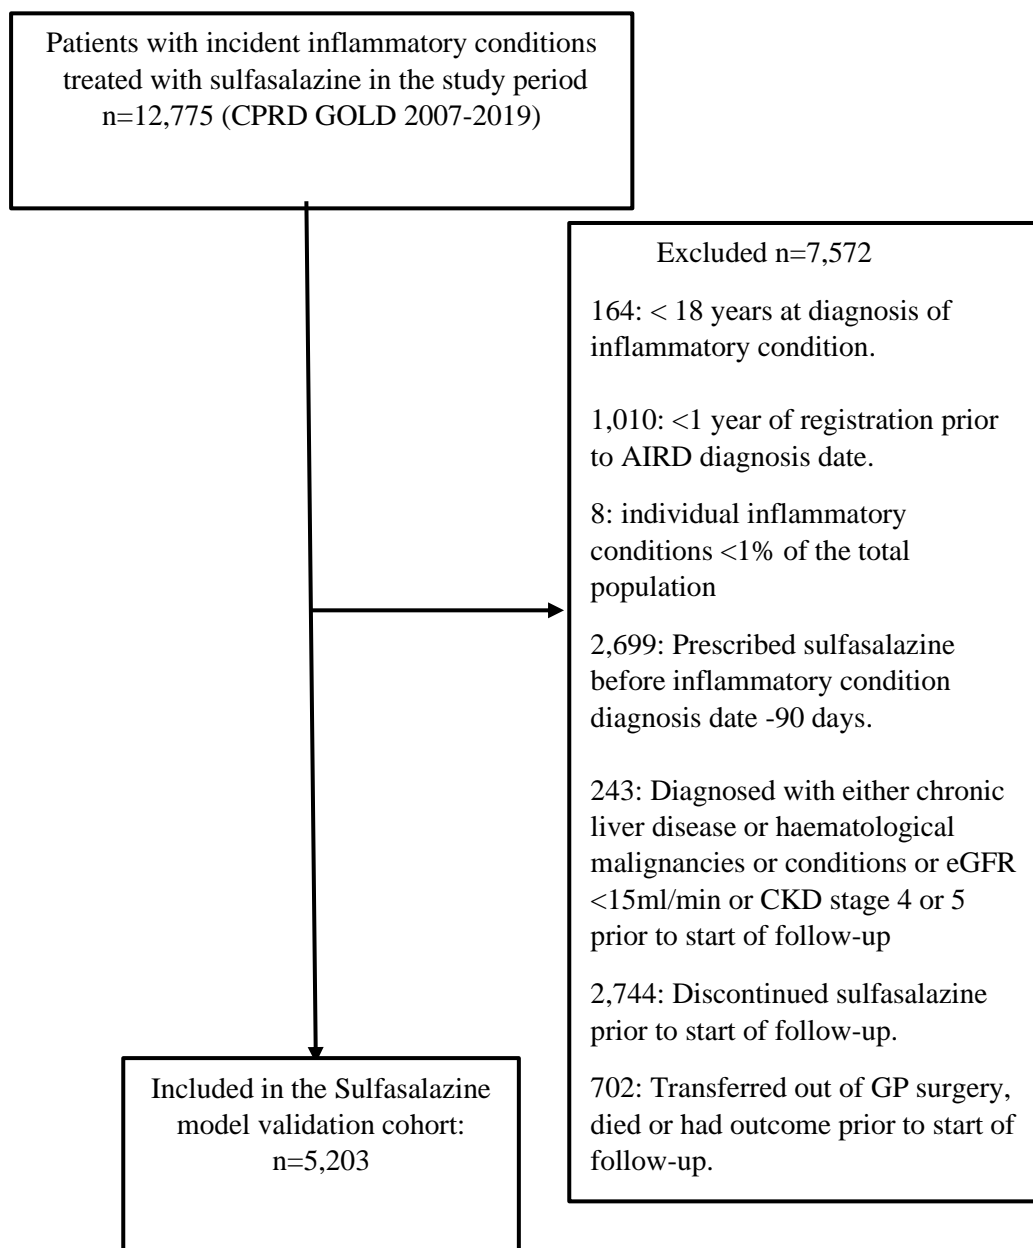 Patients with incident inflammatory conditions
treated with sulfasalazine in the study period
n=12,775 (CPRD GOLD 2007-2019)
Excluded n=7,572
164: < 18 years at diagnosis of
inflammatory condition.
1,010: <1 year of registration prior
to AIRD diagnosis date.
8: individual inflammatory
conditions <1% of the total
population
2,699: Prescribed sulfasalazine
before inflammatory condition
diagnosis date -90 days.
243: Diagnosed with either chronic
liver disease or haematological
malignancies or conditions or eGFR
<15ml/min or CKD stage 4 or 5
prior to start of follow-up
2,744: Discontinued sulfasalazine
prior to start of follow-up.
702: Transferred out of GP surgery,
died or had outcome prior to start of
follow-up.
Included in the Sulfasalazine
model validation cohort:
n=5,203